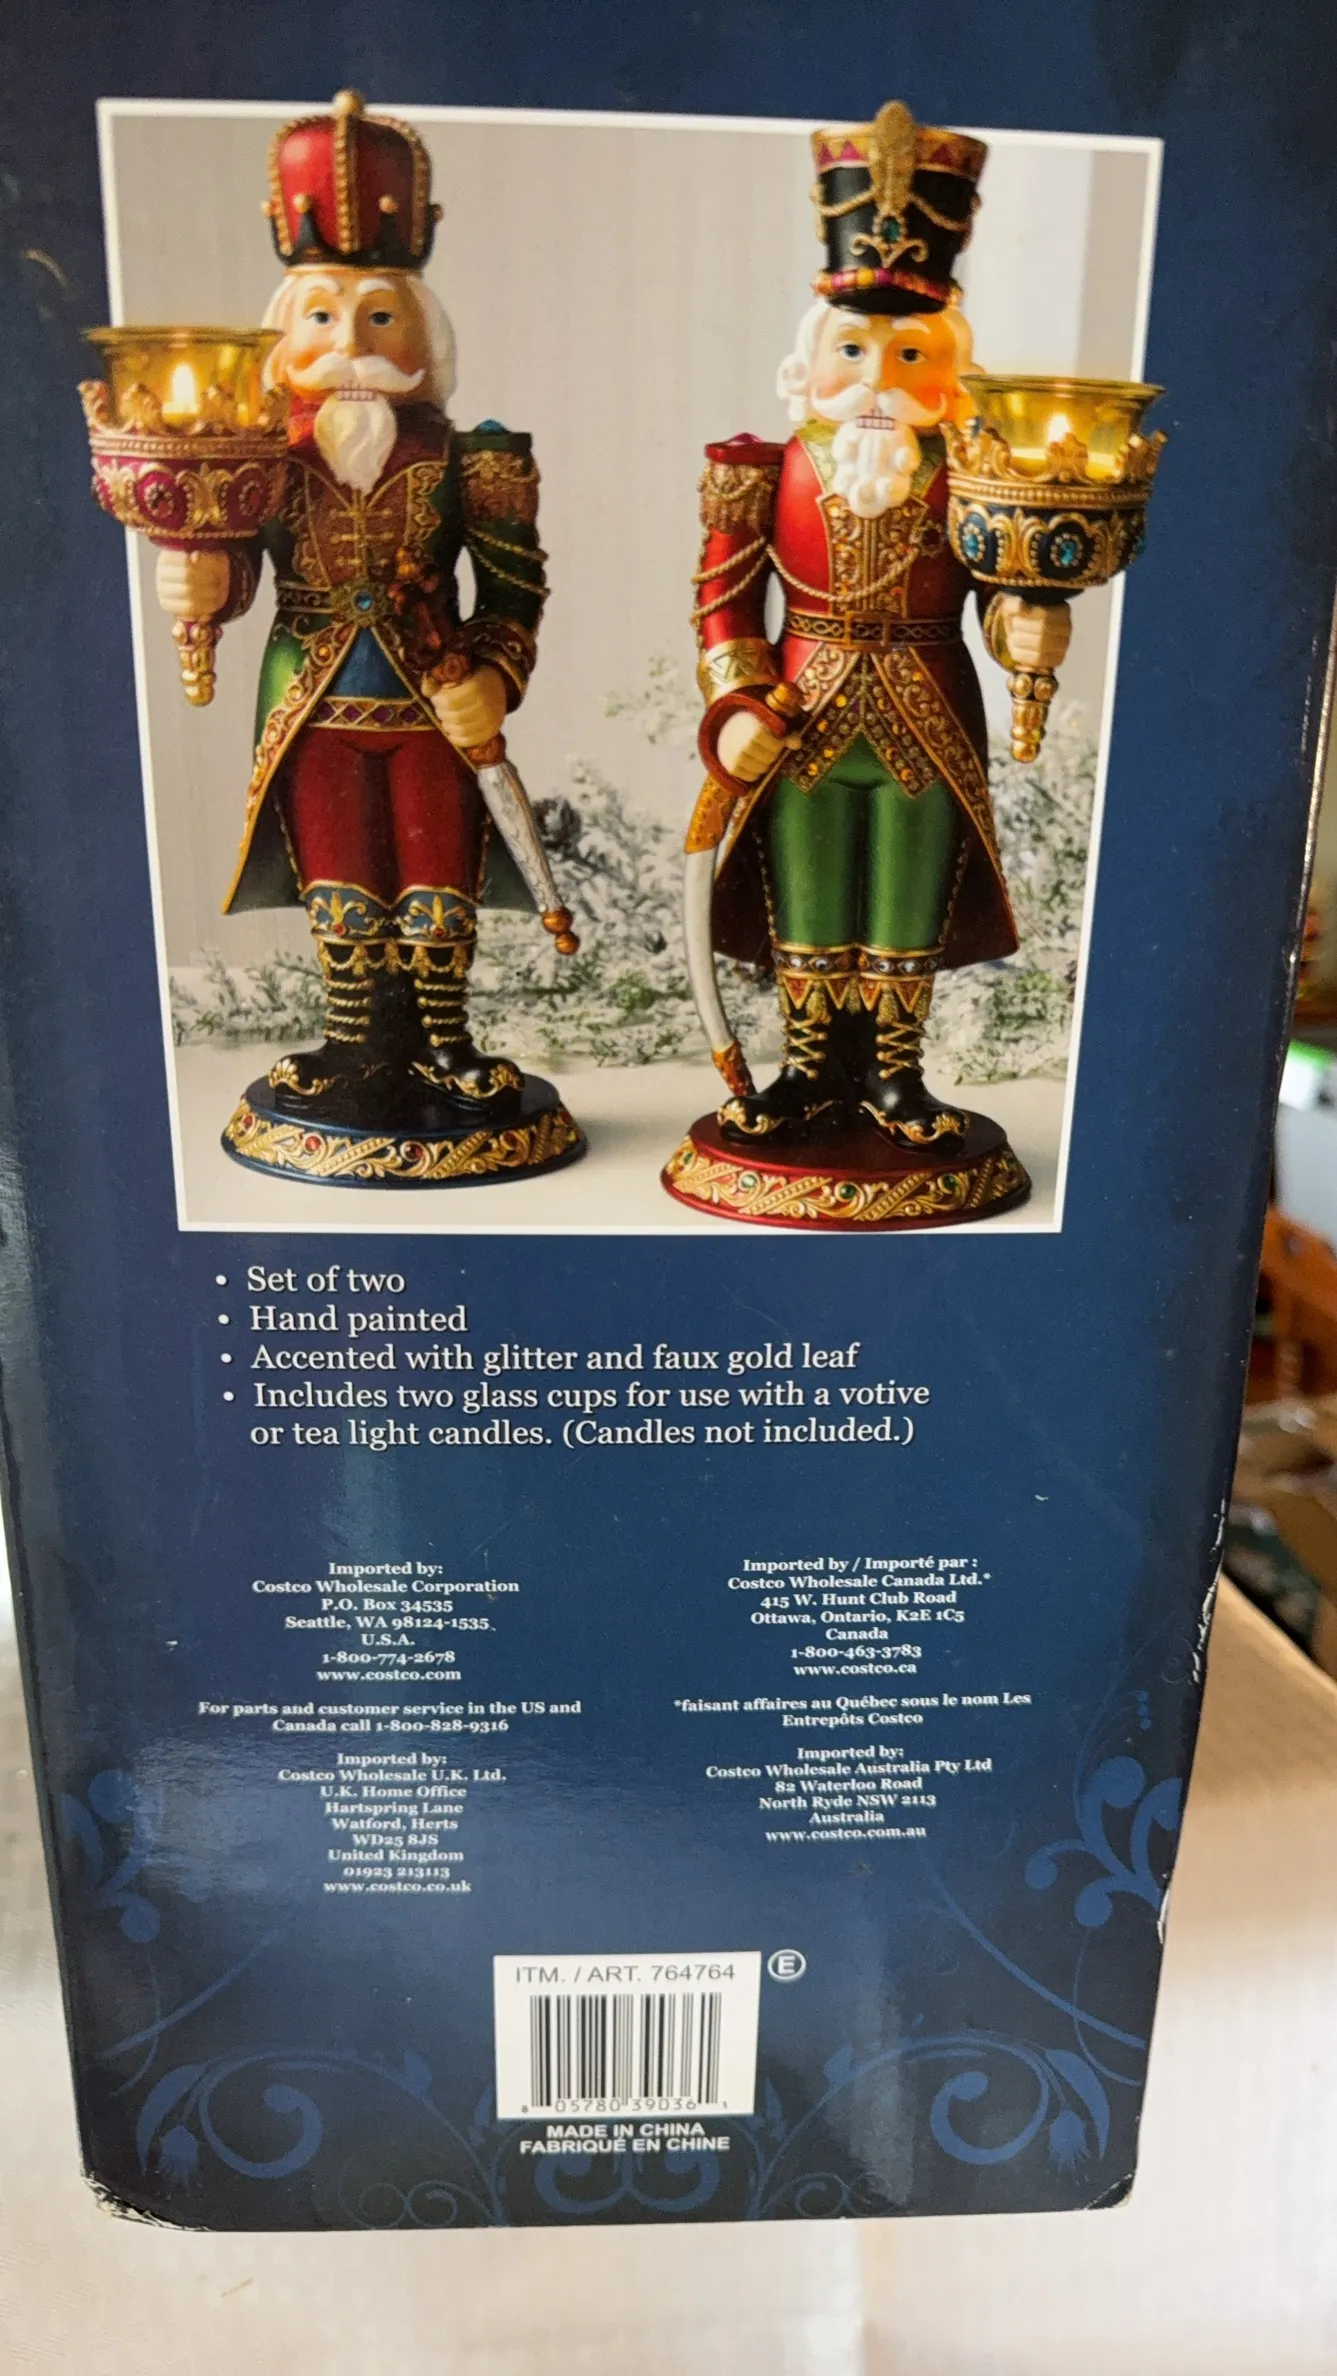 • Set of two
• Hand painted
• Accented with glitter and faux gold leaf
• Includes two glass cups for use with a votive
or tea light candles. (Candles not included.)
Imported by:
Costco Wholesale Corporation
P.O. Box 34535
Seattle, WA 98124-1535
U.S.A.
1-800-774-2678
www.costco.com
For parts and customer service in the US and
Canada call 1-800-828-9316
Imported by:
Costco Wholesale U.K. Ltd.
U.K. Home Office
Hartspring Lane
Watford, Herts
WD25 8JS
United Kingdom
01923 213113
www.costco.co.uk
Imported by / Importé par :
Costco Wholesale Canada Ltd.*
415 W. Hunt Club Road
Ottawa, Ontario, K2E 1C5
Canada
1-800-463-3783
www.costco.ca
*faisant affaires au Québec sous le nom Les
Entrepôts Costco
Imported by:
Costco Wholesale Australia Pty Ltd
82 Waterloo Road
North Ryde NSW 2113
Australia
www.costco.com.au
ITM. / ART. 764764
E
8 05780 39036 1
MADE IN CHINA
FABRIQUÉ EN CHINE